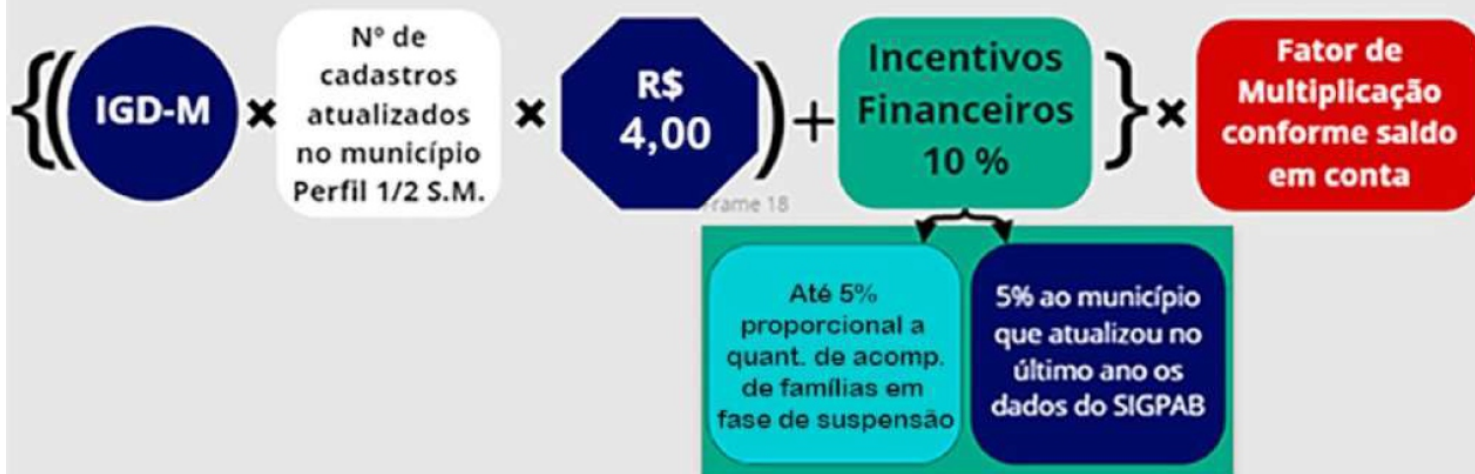 {((
IGD-M
×
Nº de
cadastros
atualizados
no município
Perfil 1/2 S.M.
×
R$
4,00
)
+
Incentivos
Financeiros
10 %
}
×
Fator de
Multiplicação
conforme saldo
em conta
rame 18
Até 5%
proporcional a
quant. de acomp.
de famílias em
fase de suspensão
5% ao município
que atualizou no
último ano os
dados do SIGPAB